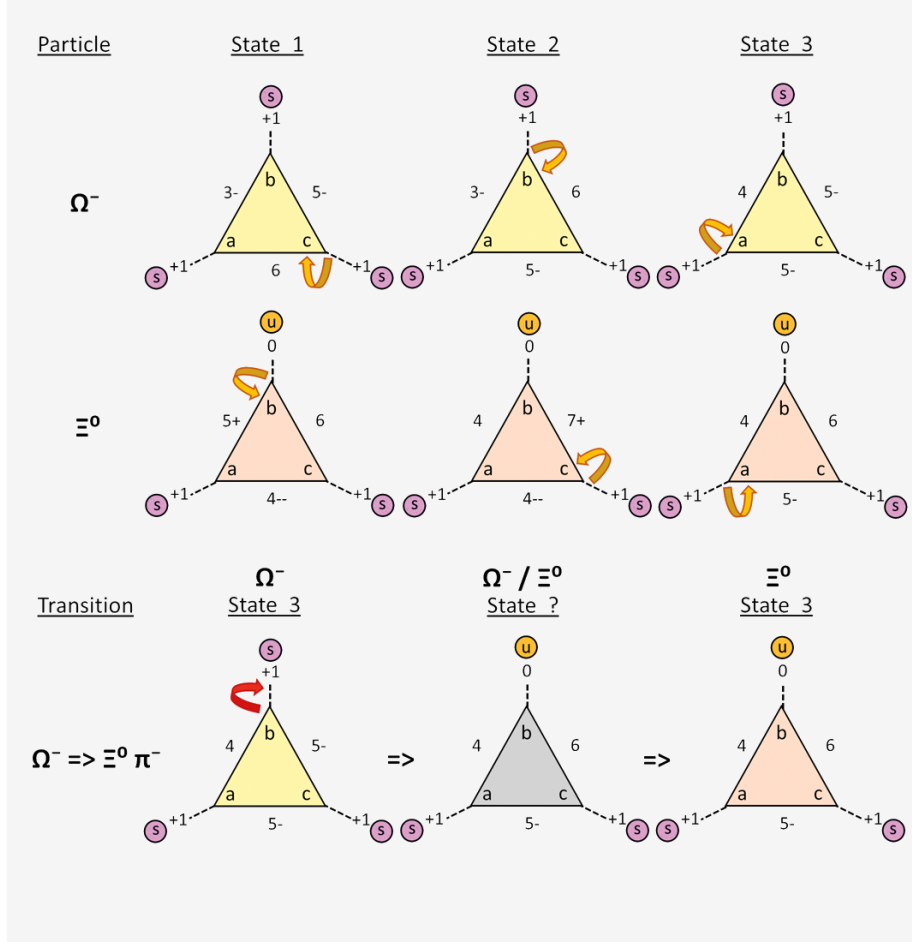 Particle State 1 State 2 State 3
s s s
+1 +1 +1
b b b
3- 5- 3- 6 4 5-
Ω⁻
a c a c a c
s +1 6 +1 s s +1 5- +1 s s +1 5- +1 s
u u u
0 0 0
b b b
5+ 6 4 7+ 4 6
Ξ⁰
a c a c a c
s +1 4-- +1 s s +1 4-- +1 s s +1 5- +1 s
Ω⁻ Ω⁻ / Ξ⁰ Ξ⁰
Transition State 3 State ? State 3
s u u
+1 0 0
b b b
4 5- 4 6 4 6
Ω⁻ => Ξ⁰ π⁻ => =>
a c a c a c
s +1 5- +1 s s +1 5- +1 s s +1 5- +1 s